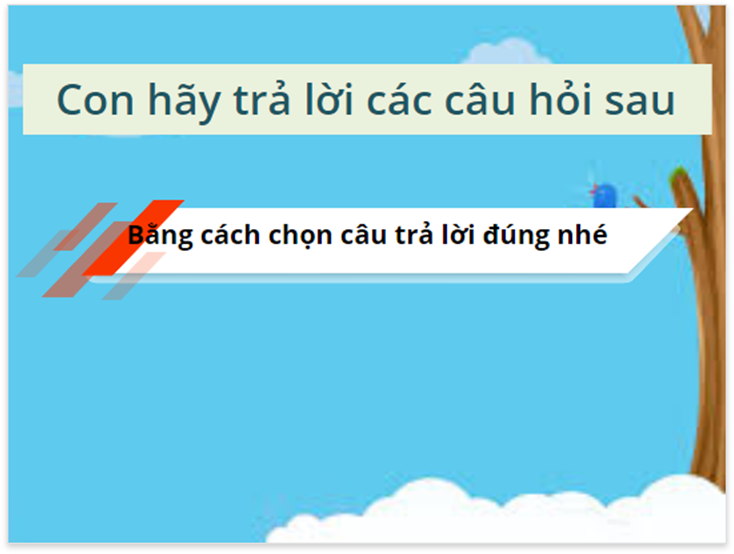 Con hãy trả lời các câu hỏi sau
Bằng cách chọn câu trả lời đúng nhé